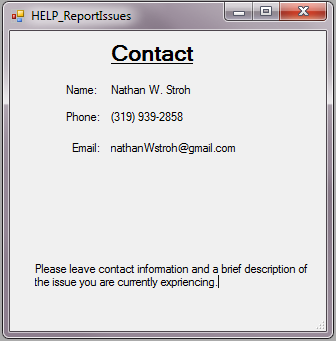 HELP_ReportIssues
Contact
Name: Nathan W. Stroh
Phone: (319) 939-2858
Email: nathanWstroh@gmail.com
Please leave contact information and a brief description of
the issue you are currently expriencing.